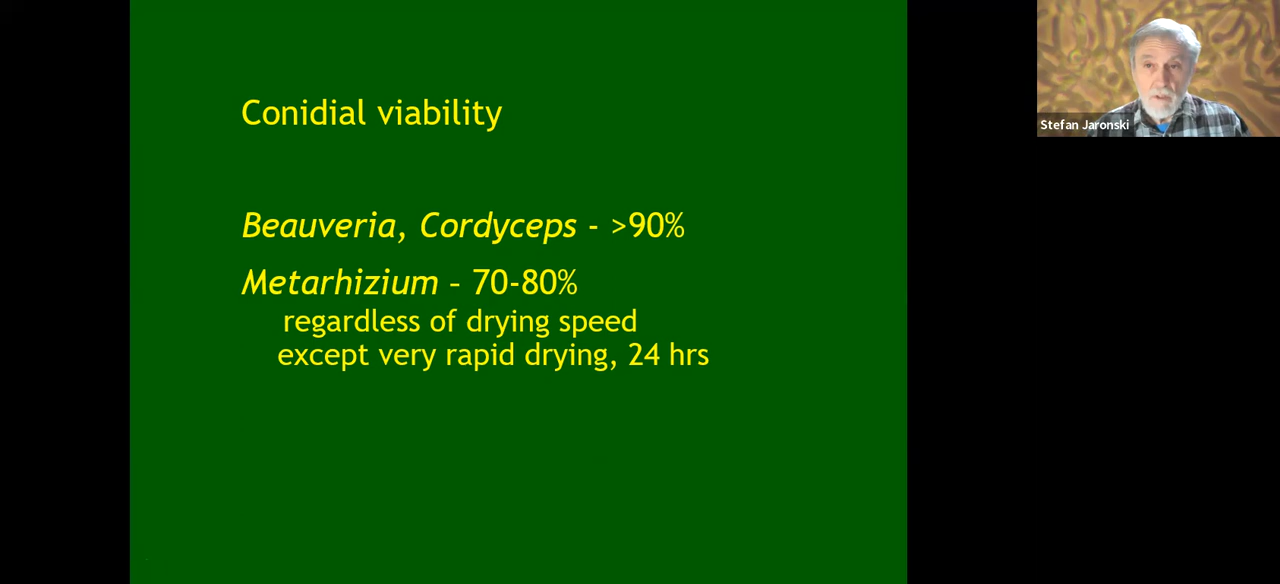 Conidial viability
Beauveria, Cordyceps - >90%
Metarhizium – 70-80%
regardless of drying speed
except very rapid drying, 24 hrs
Stefan Jaronski